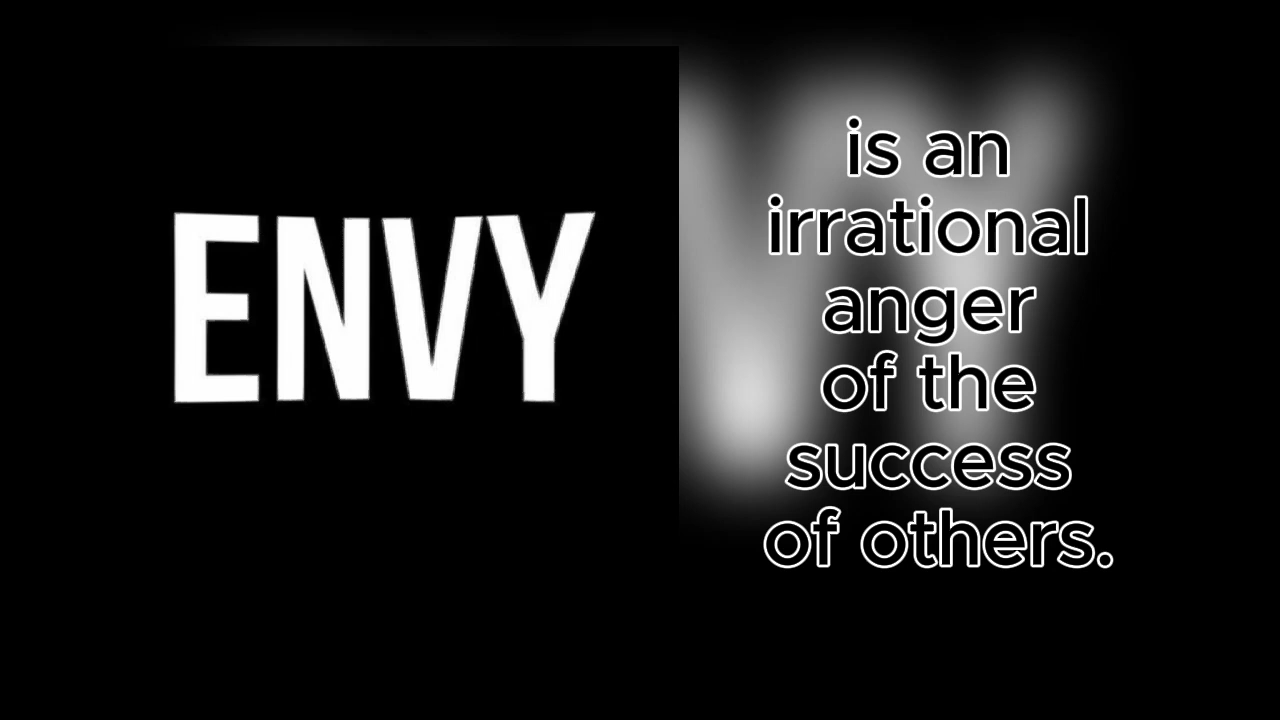 ENVY
is an
irrational
anger
of the
success
of others.